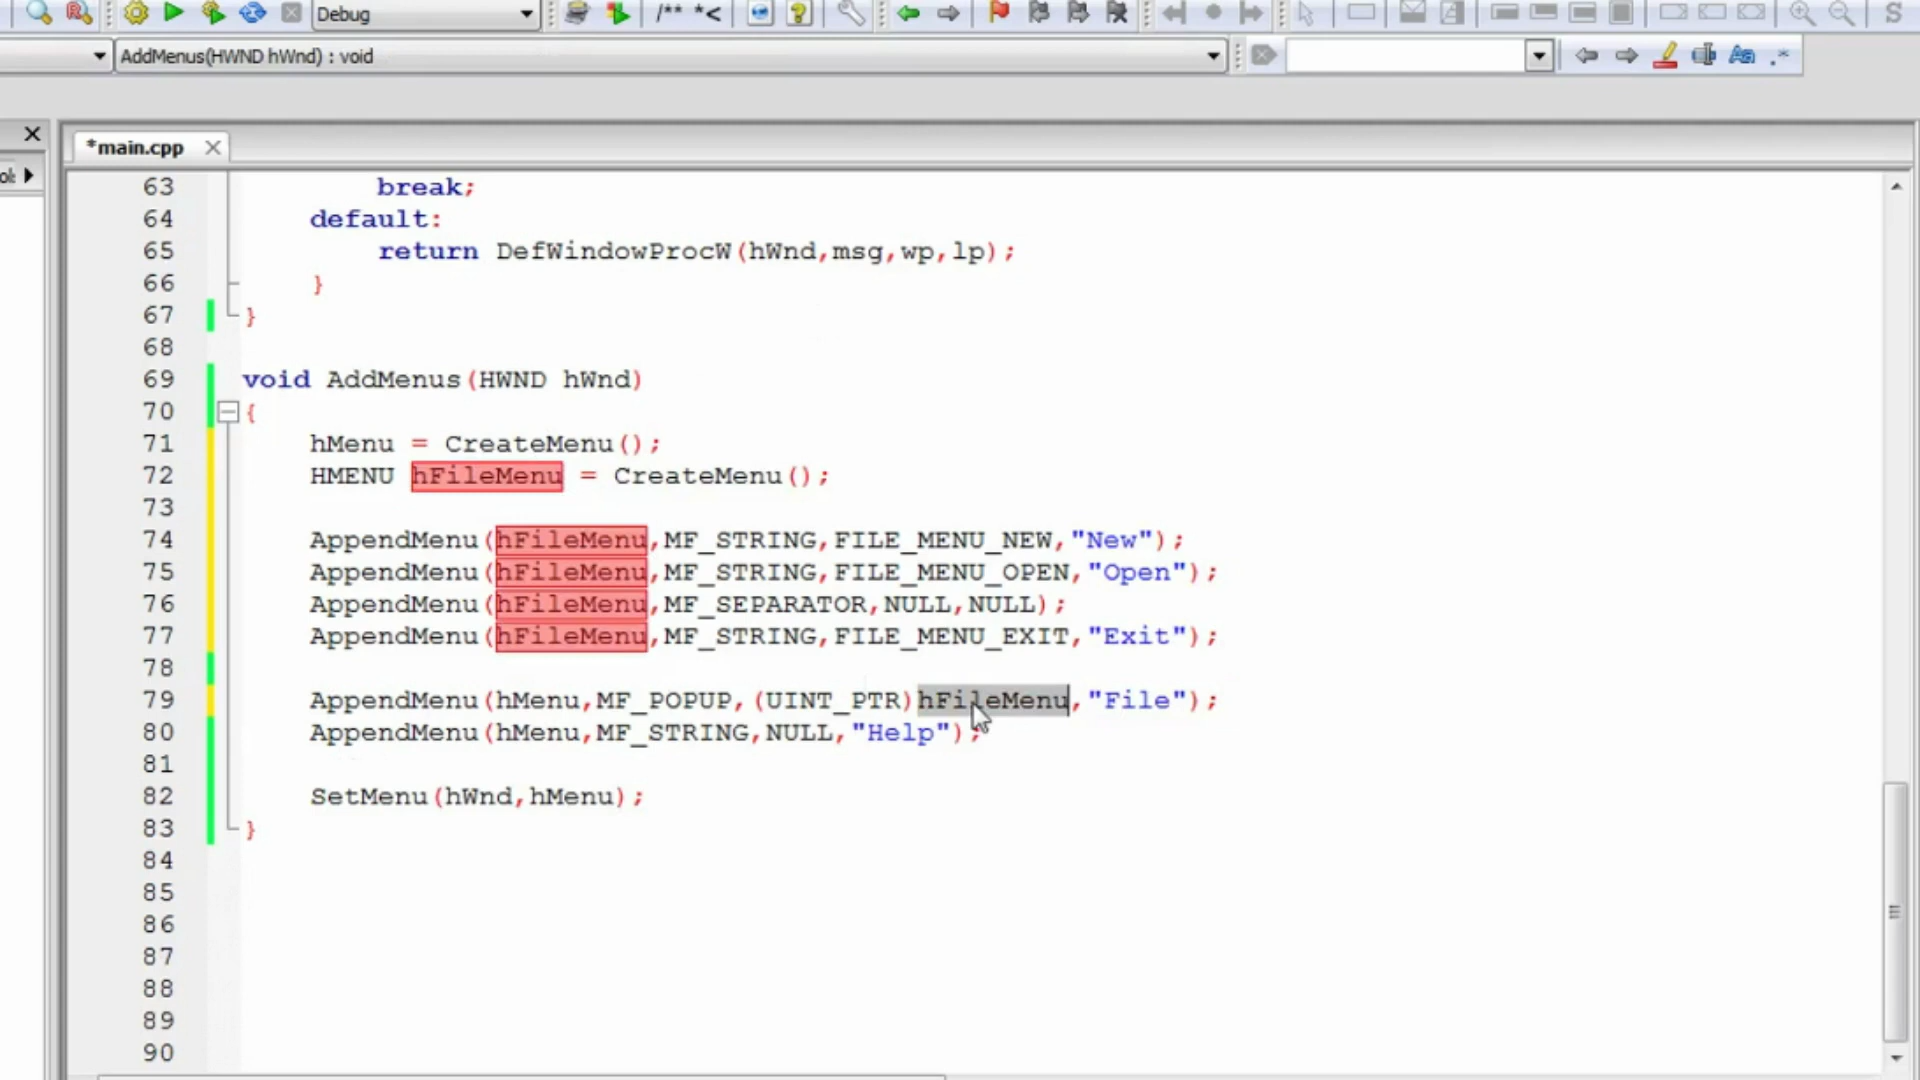 Debug
/** *<
S
AddMenus(HWND hWnd) : void
Aa .*
*main.cpp
63 break;
64 default:
65 return DefWindowProcW(hWnd,msg,wp,lp);
66 }
67 }
68
69 void AddMenus(HWND hWnd)
70 {
71 hMenu = CreateMenu();
72 HMENU hFileMenu = CreateMenu();
73
74 AppendMenu(hFileMenu,MF_STRING,FILE_MENU_NEW,"New");
75 AppendMenu(hFileMenu,MF_STRING,FILE_MENU_OPEN,"Open");
76 AppendMenu(hFileMenu,MF_SEPARATOR,NULL,NULL);
77 AppendMenu(hFileMenu,MF_STRING,FILE_MENU_EXIT,"Exit");
78
79 AppendMenu(hMenu,MF_POPUP,(UINT_PTR)hFileMenu,"File");
80 AppendMenu(hMenu,MF_STRING,NULL,"Help");
81
82 SetMenu(hWnd,hMenu);
83 }
84
85
86
87
88
89
90